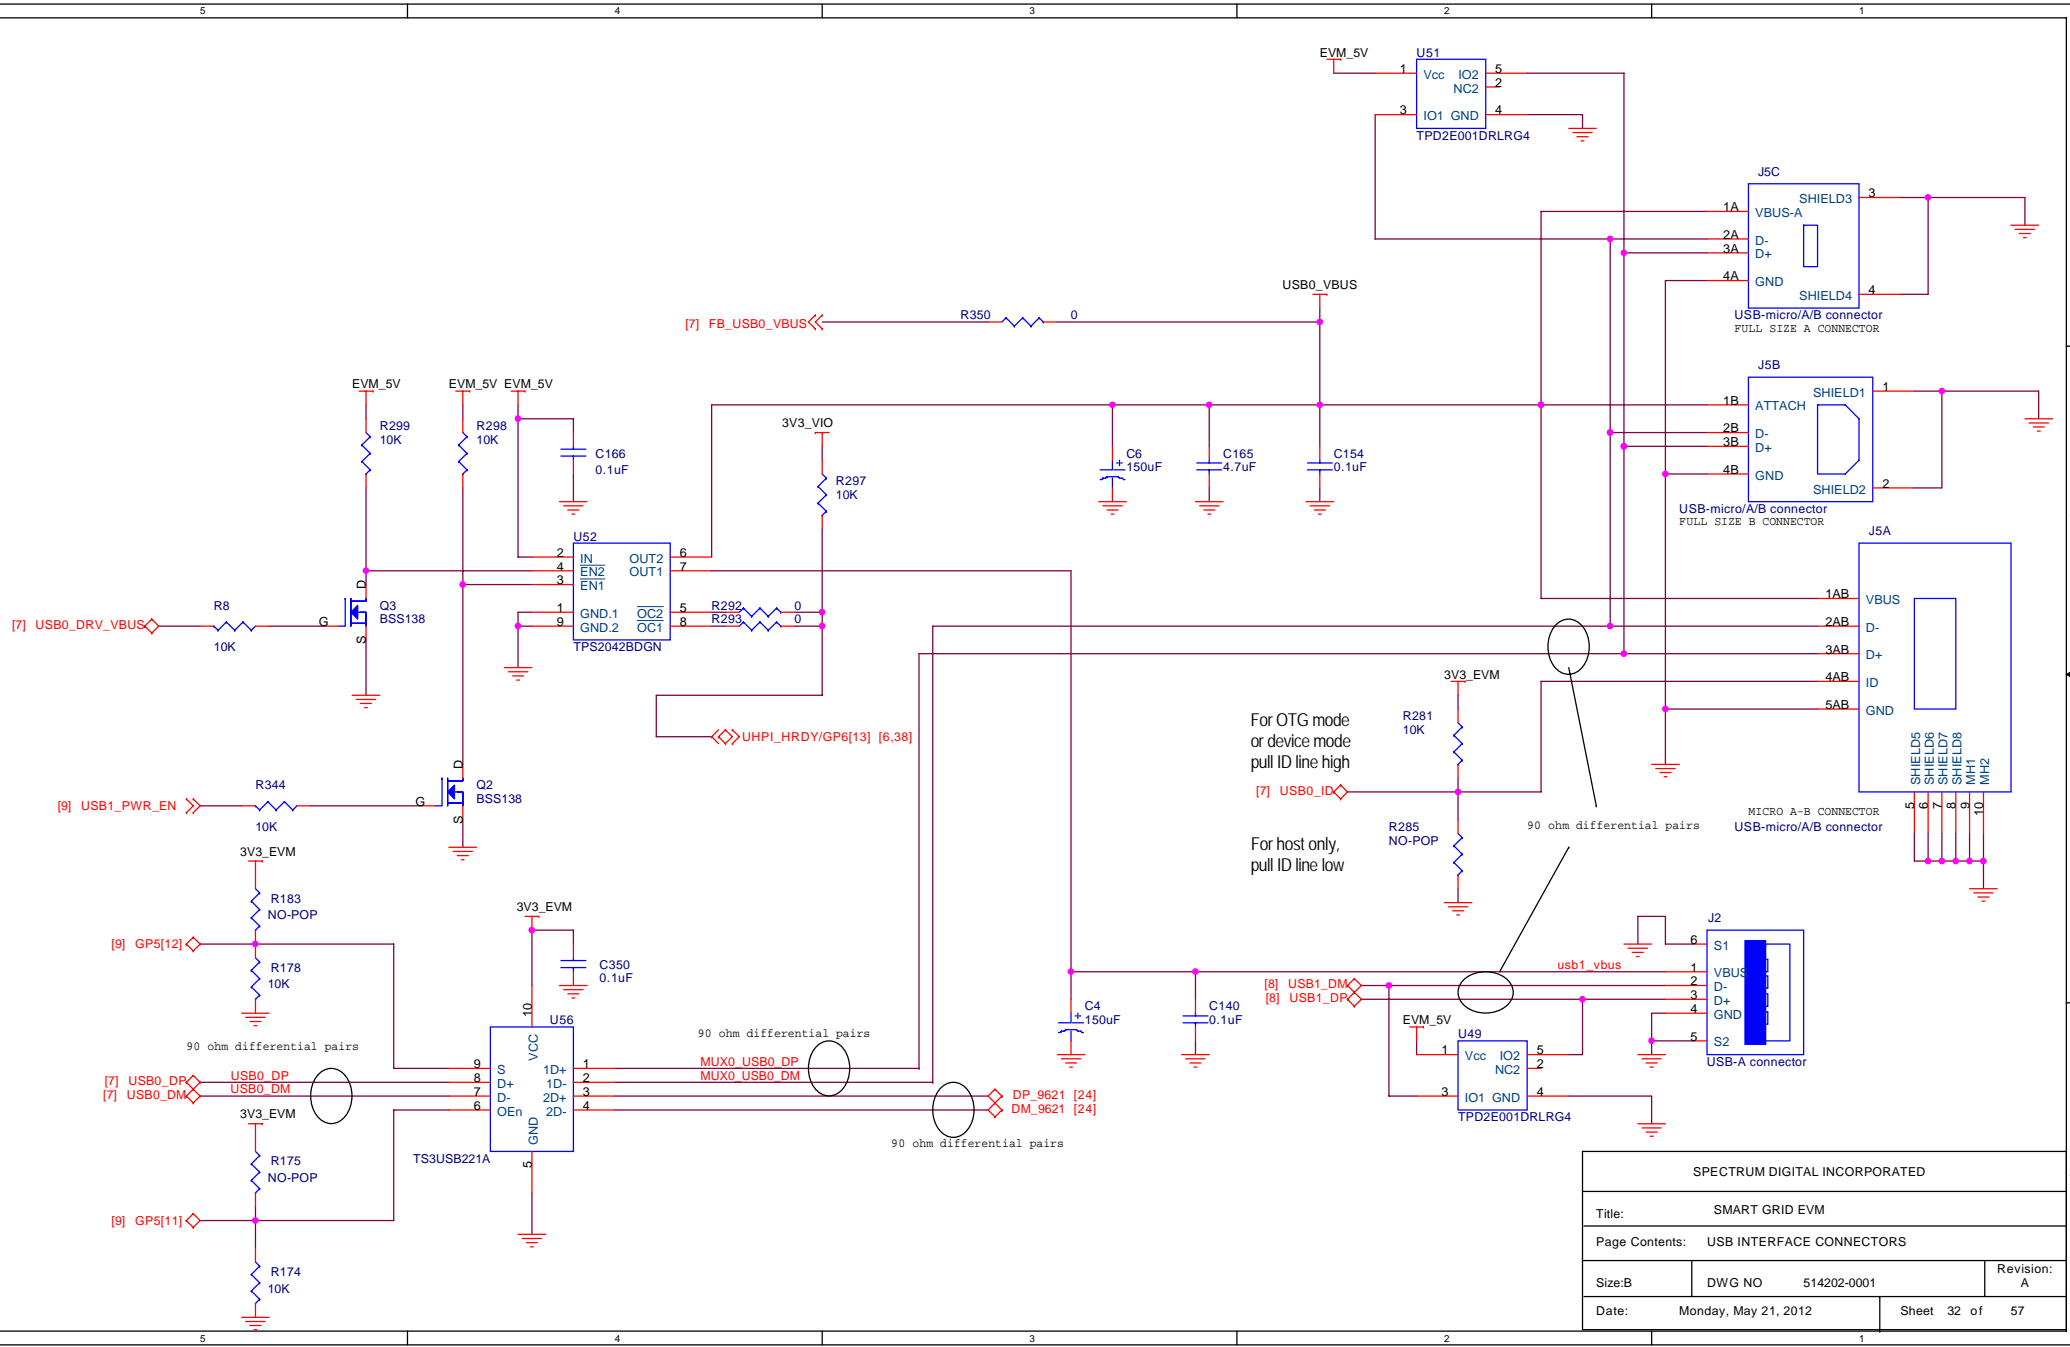 5 4 3 2 1
EVM_5V
U51
1 Vcc IO2 5
NC2 2
3 IO1 GND 4
TPD2E001DRLRG4
J5C
SHIELD3 3
1A VBUS-A
2A D-
3A D+
4A GND
SHIELD4 4
USB-micro/A/B connector
FULL SIZE A CONNECTOR
USB0_VBUS
[7] FB_USB0_VBUS
R350 0
J5B
SHIELD1 1
1B ATTACH
2B D-
3B D+
4B GND
SHIELD2 2
USB-micro/A/B connector
FULL SIZE B CONNECTOR
EVM_5V EVM_5V EVM_5V
R299
10K
R298
10K
C166
0.1uF
3V3_VIO
R297
10K
C6
150uF
+
C165
4.7uF
C154
0.1uF
U52
2 IN OUT2 6
4 EN2 OUT1 7
3 EN1
1 GND.1 OC2 5
9 GND.2 OC1 8
TPS2042BDGN
R292 0
R293 0
[7] USB0_DRV_VBUS
R8
10K
G
D
S
Q3
BSS138
UHPI_HRDY/GP6[13] [6,38]
J5A
1AB VBUS
2AB D-
3AB D+
4AB ID
5AB GND
SHIELD5
SHIELD6
SHIELD7
SHIELD8
MH1
MH2
5
6
7
8
9
10
MICRO A-B CONNECTOR
USB-micro/A/B connector
3V3_EVM
R281
10K
For OTG mode
or device mode
pull ID line high
[7] USB0_ID
R285
NO-POP
For host only,
pull ID line low
90 ohm differential pairs
[9] USB1_PWR_EN
R344
10K
G
D
S
Q2
BSS138
3V3_EVM
R183
NO-POP
[9] GP5[12]
R178
10K
3V3_EVM
C350
0.1uF
10
U56
VCC
9 S 1D+ 1
8 D+ 1D- 2
7 D- 2D+ 3
6 OEn 2D- 4
GND
5
TS3USB221A
90 ohm differential pairs
[7] USB0_DP USB0_DP
[7] USB0_DM USB0_DM
3V3_EVM
R175
NO-POP
[9] GP5[11]
R174
10K
90 ohm differential pairs
MUX0_USB0_DP
MUX0_USB0_DM
DP_9621 [24]
DM_9621 [24]
90 ohm differential pairs
C4
150uF
+
C140
0.1uF
[8] USB1_DM
[8] USB1_DP
usb1_vbus
J2
6 S1
1 VBUS
2 D-
3 D+
4 GND
5 S2
USB-A connector
EVM_5V
U49
1 Vcc IO2 5
NC2 2
3 IO1 GND 4
TPD2E001DRLRG4
SPECTRUM DIGITAL INCORPORATED
Title: SMART GRID EVM
Page Contents: USB INTERFACE CONNECTORS
Size:B DWG NO 514202-0001 Revision: A
Date: Monday, May 21, 2012 Sheet 32 of 57
5 4 3 2 1